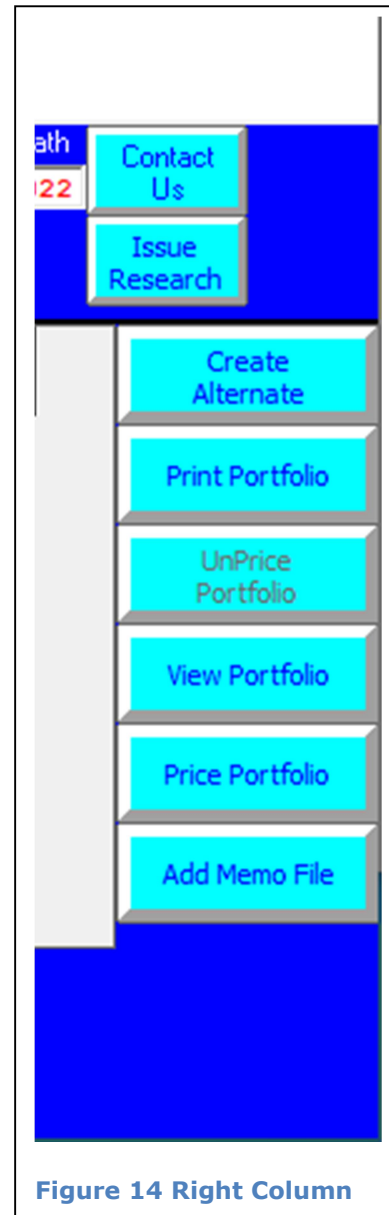 ath
Contact
Us
022
Issue
Research
Create
Alternate
Print Portfolio
UnPrice
Portfolio
View Portfolio
Price Portfolio
Add Memo File
Figure 14 Right Column